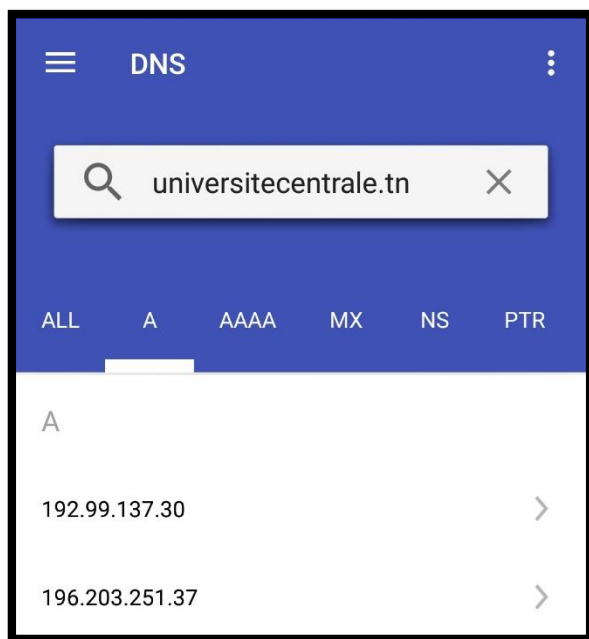 DNS
universitecentrale.tn
ALL A AAAA MX NS PTR
A
192.99.137.30
196.203.251.37